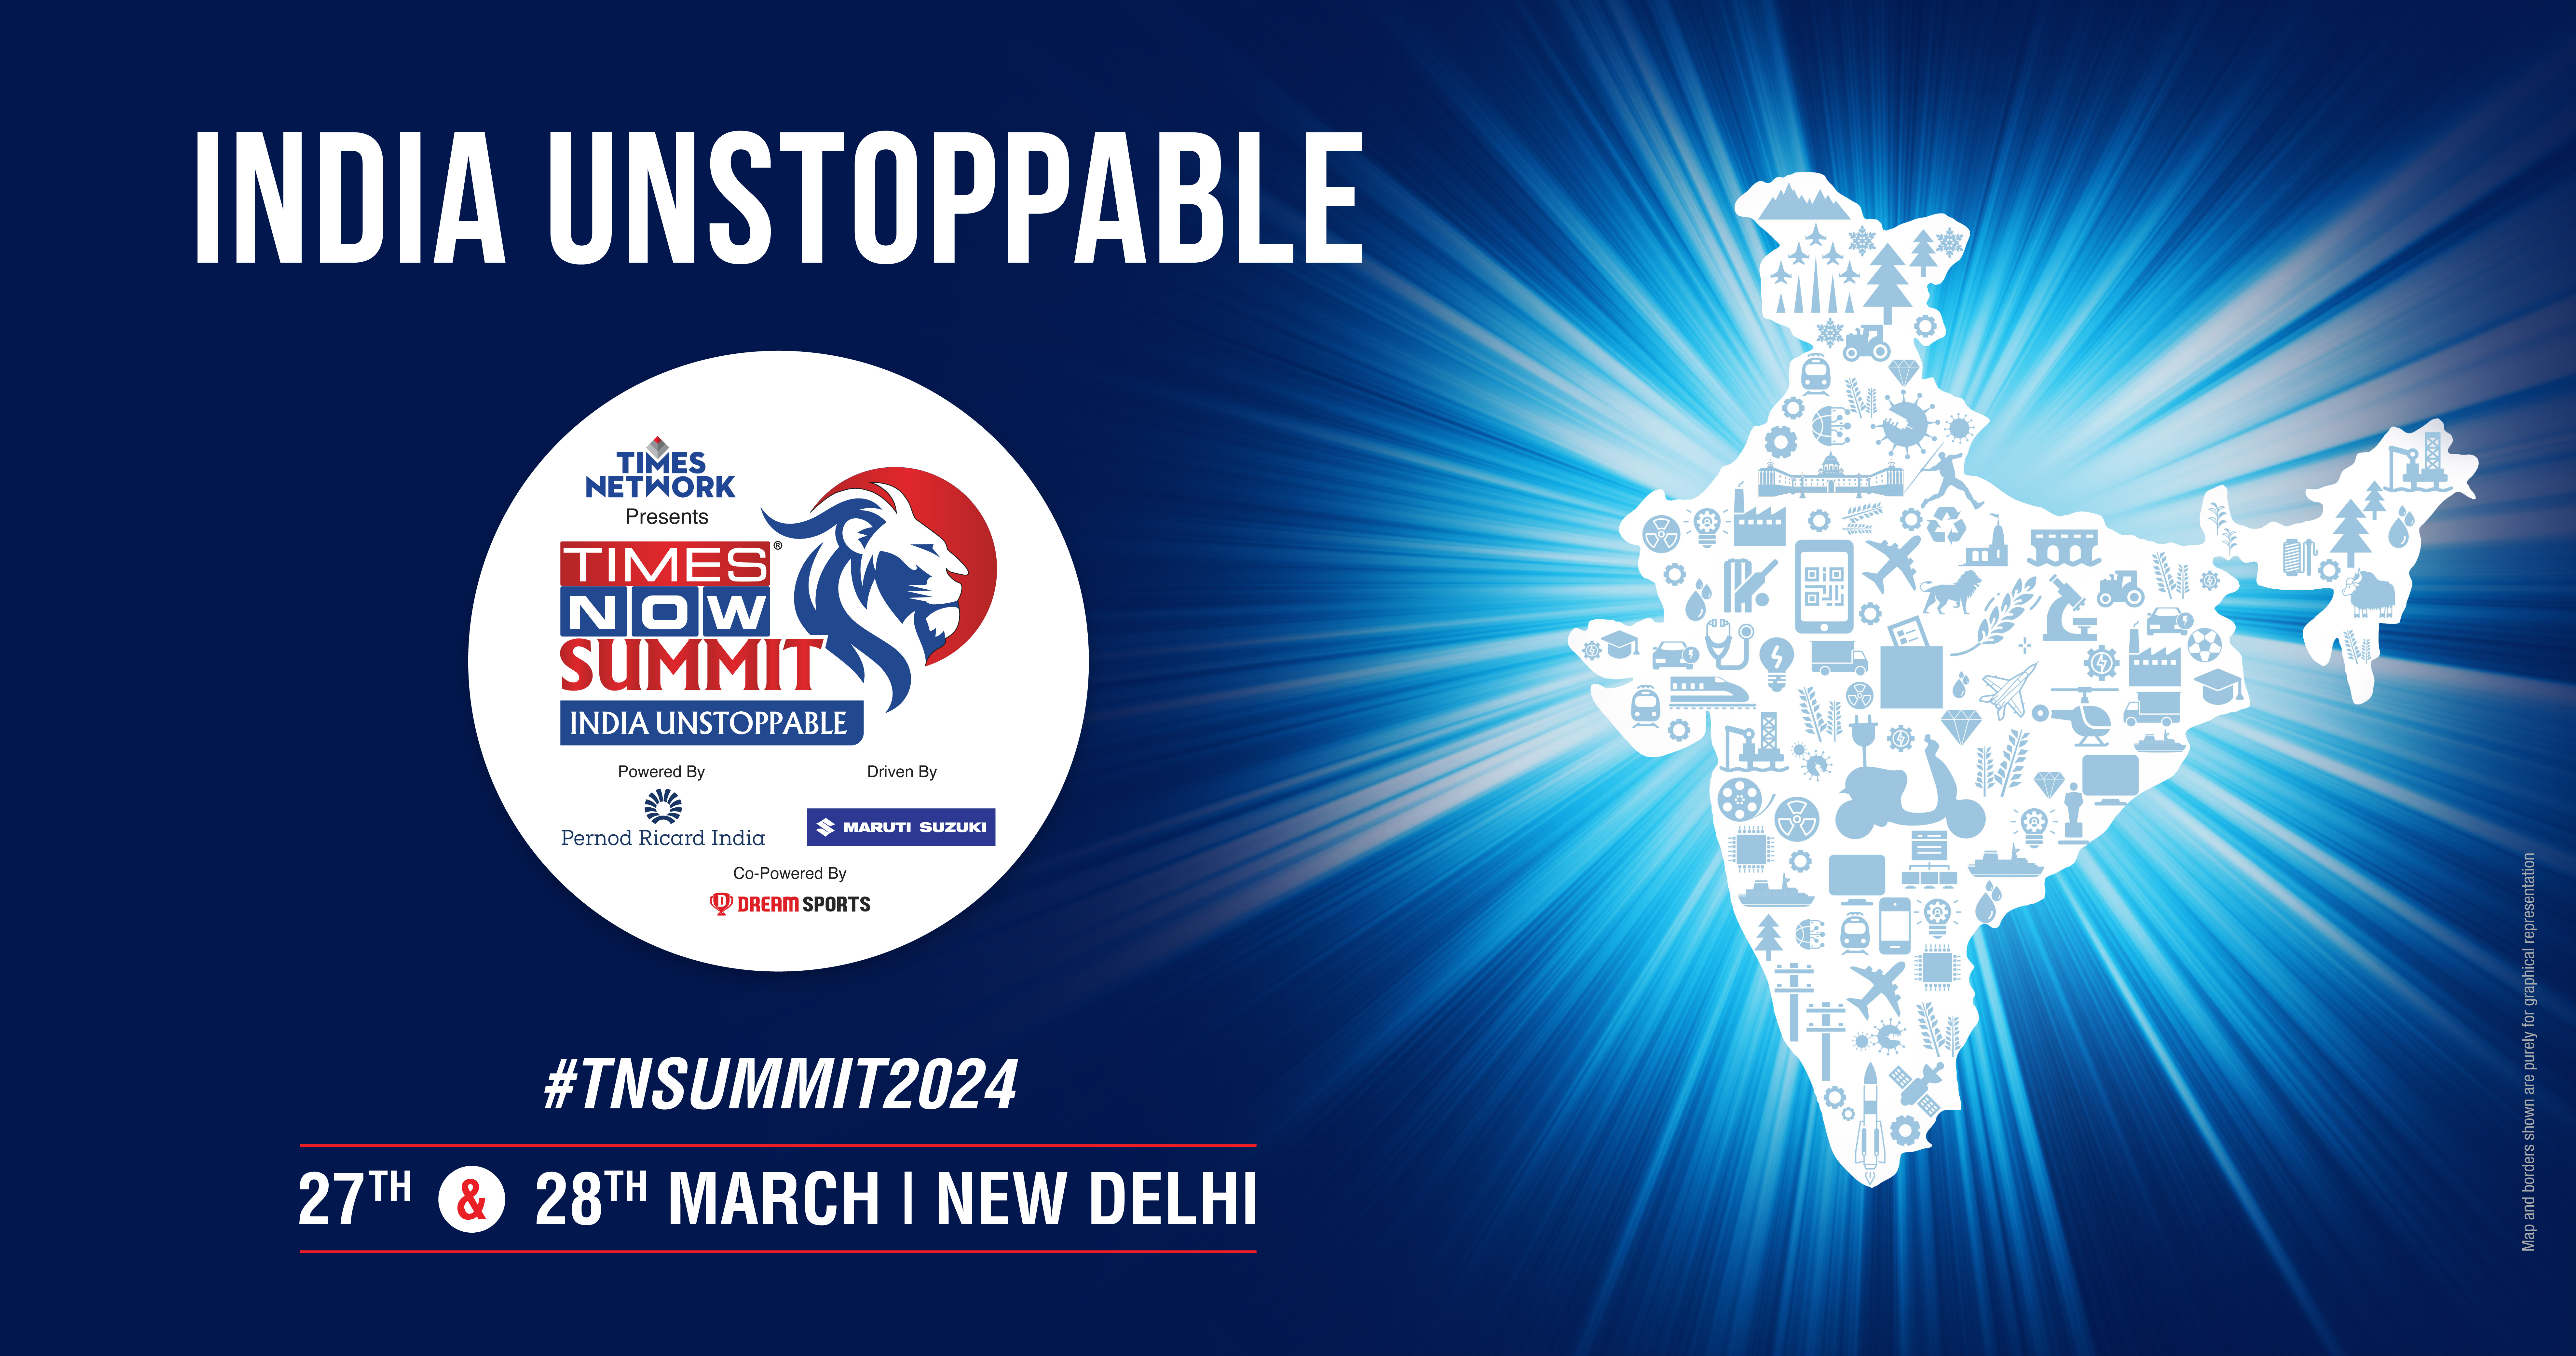 INDIA UNSTOPPABLE
TIMES
NETWORK
Presents
TIMES®
NOW
SUMMIT
INDIA UNSTOPPABLE
Powered By
Pernod Ricard India
Driven By
MARUTI SUZUKI
Co-Powered By
D DREAM SPORTS
#TNSUMMIT2024
27TH & 28TH MARCH | NEW DELHI
Map and borders shown are purely for graphical representation